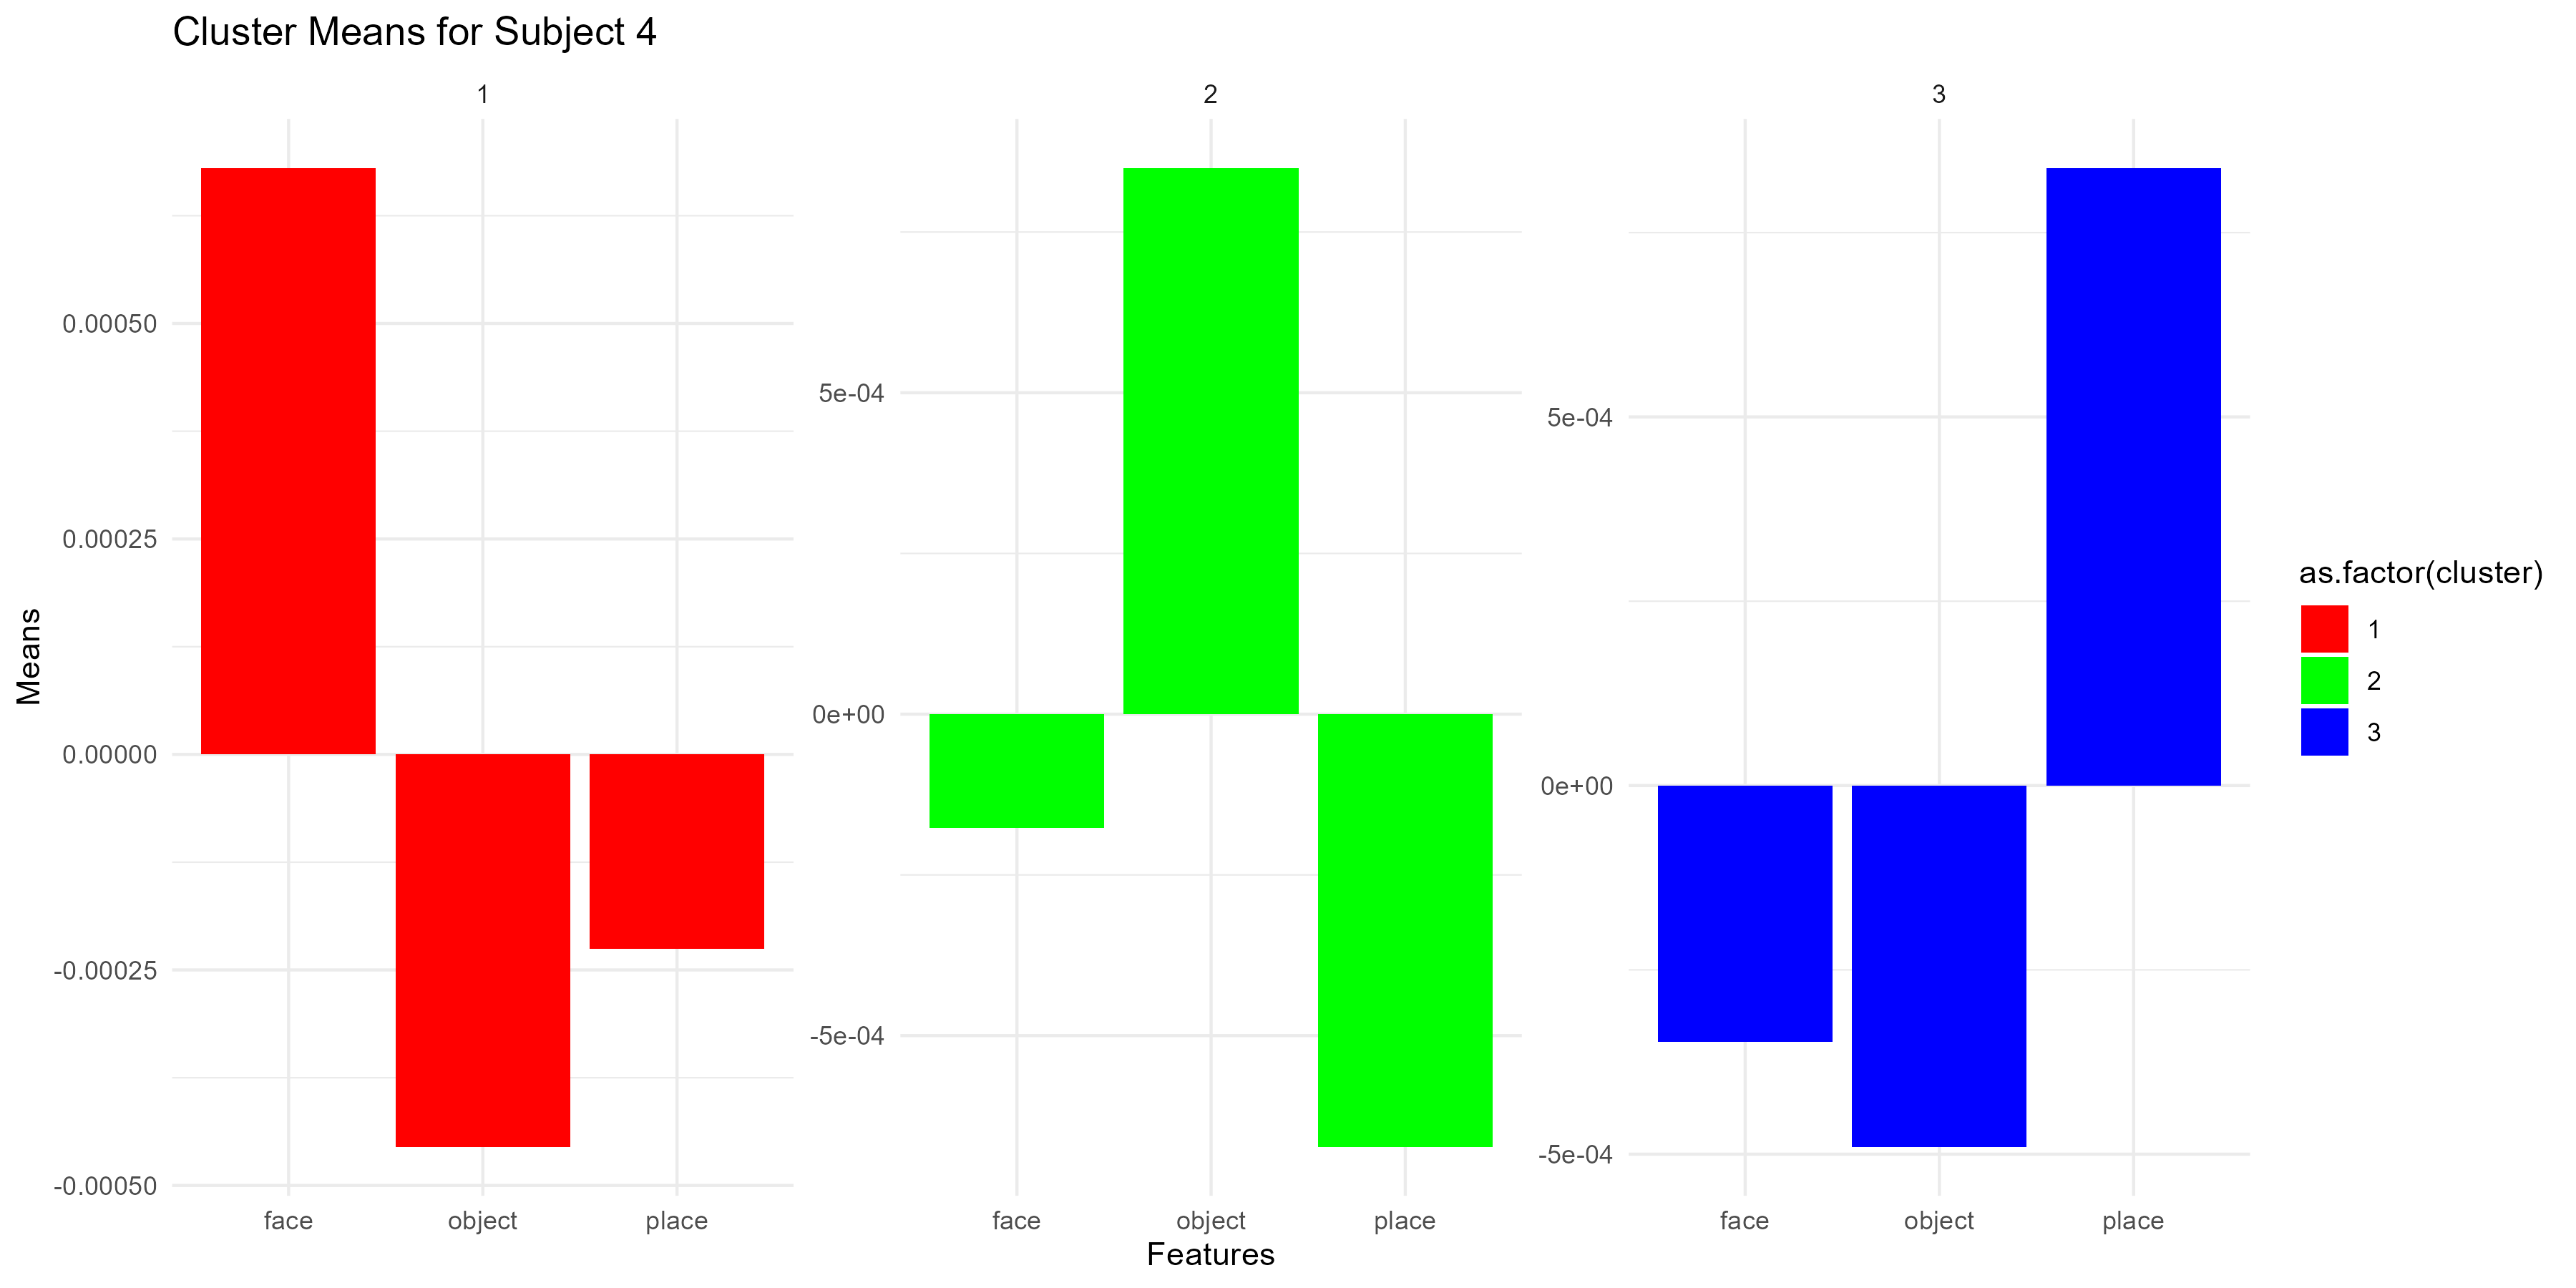 Cluster Means for Subject 4
1
2
3
Means
0.00050
0.00025
0.00000
-0.00025
-0.00050
5e-04
0e+00
-5e-04
5e-04
0e+00
-5e-04
face object place
face object place
face object place
Features
as.factor(cluster)
1
2
3